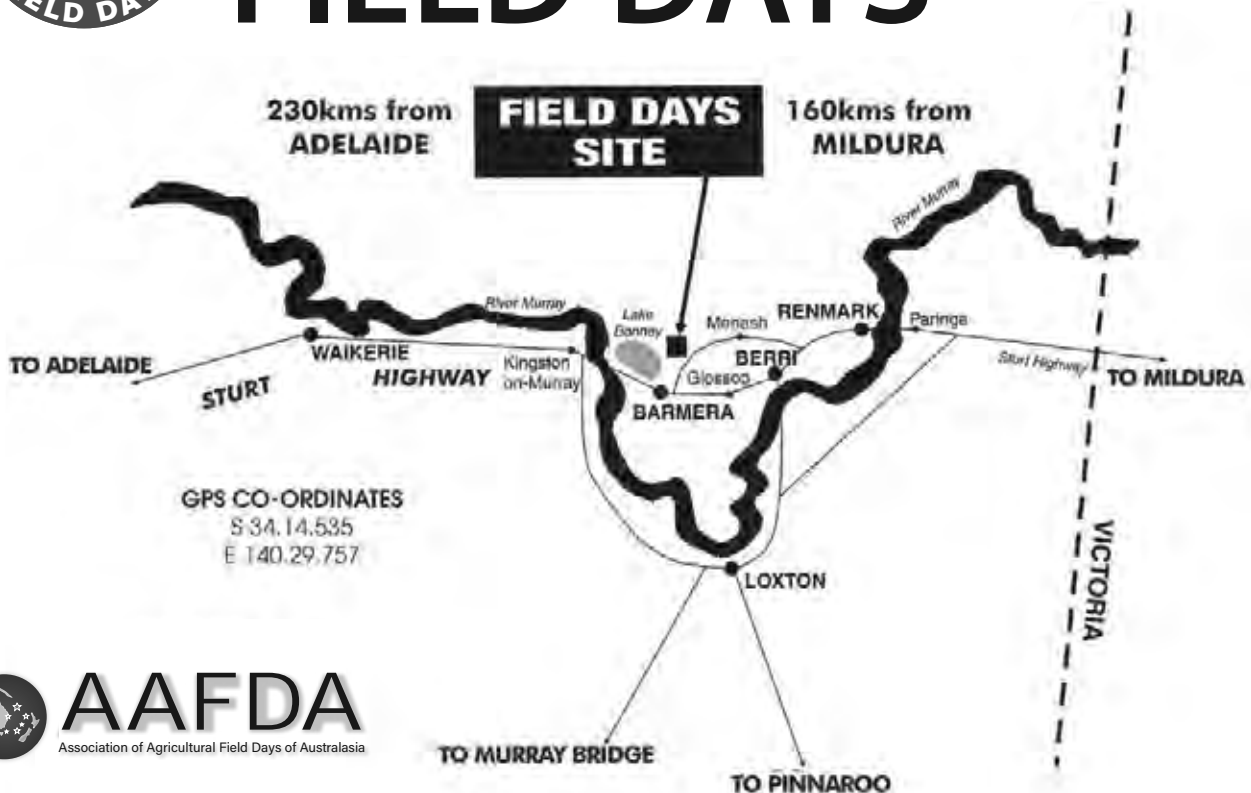 FIELD DAYS
FIELD DAYS
230kms from
ADELAIDE
FIELD DAYS
SITE
160kms from
MILDURA
River Murray
River Murray
Lake
Bonney
Monash
RENMARK
Paringa
TO ADELAIDE
WAIKERIE
STURT
HIGHWAY
Kingston
on-Murray
BERRI
Glossop
BARMERA
Sturt Highway
TO MILDURA
GPS CO-ORDINATES
S 34.14.535
E 140.29.757
LOXTON
VICTORIA
AAFDA
Association of Agricultural Field Days of Australasia
TO MURRAY BRIDGE
TO PINNAROO